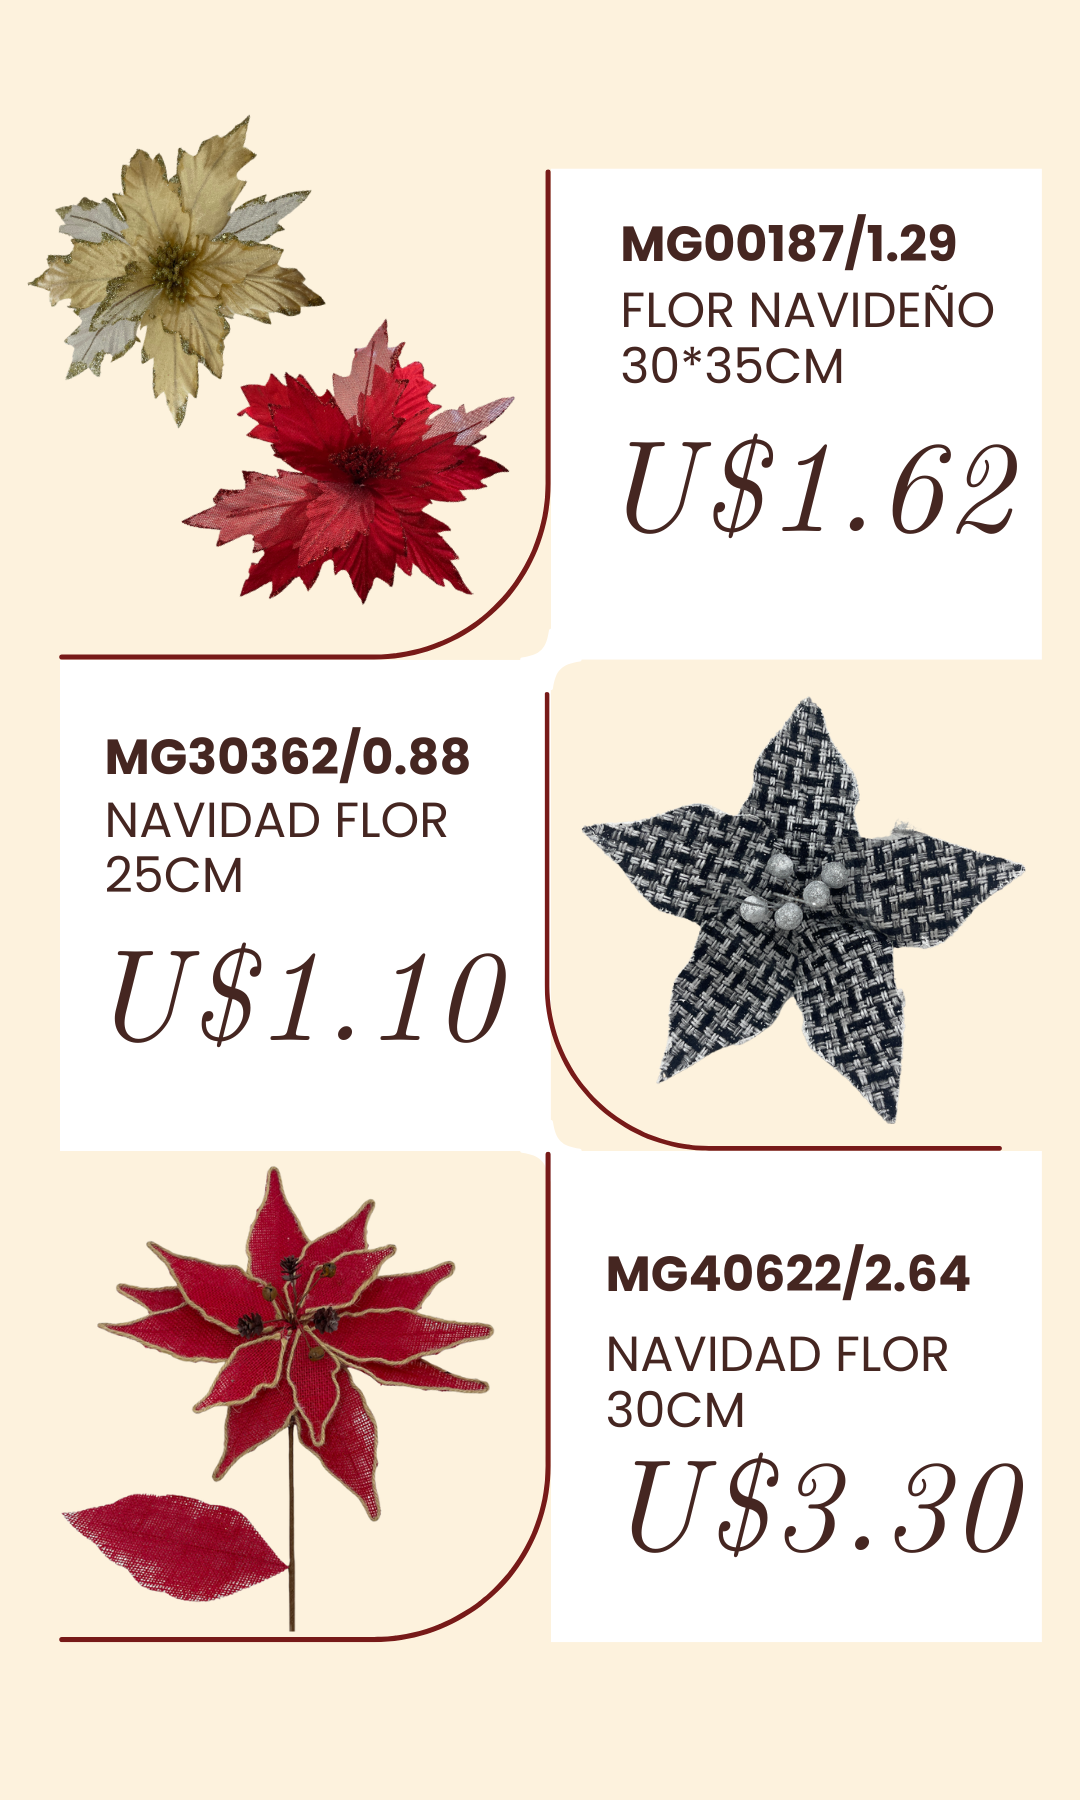 MG00187/1.29
FLOR NAVIDEÑO
30*35CM
U$1.62
MG30362/0.88
NAVIDAD FLOR
25CM
U$1.10
MG40622/2.64
NAVIDAD FLOR
30CM
U$3.30